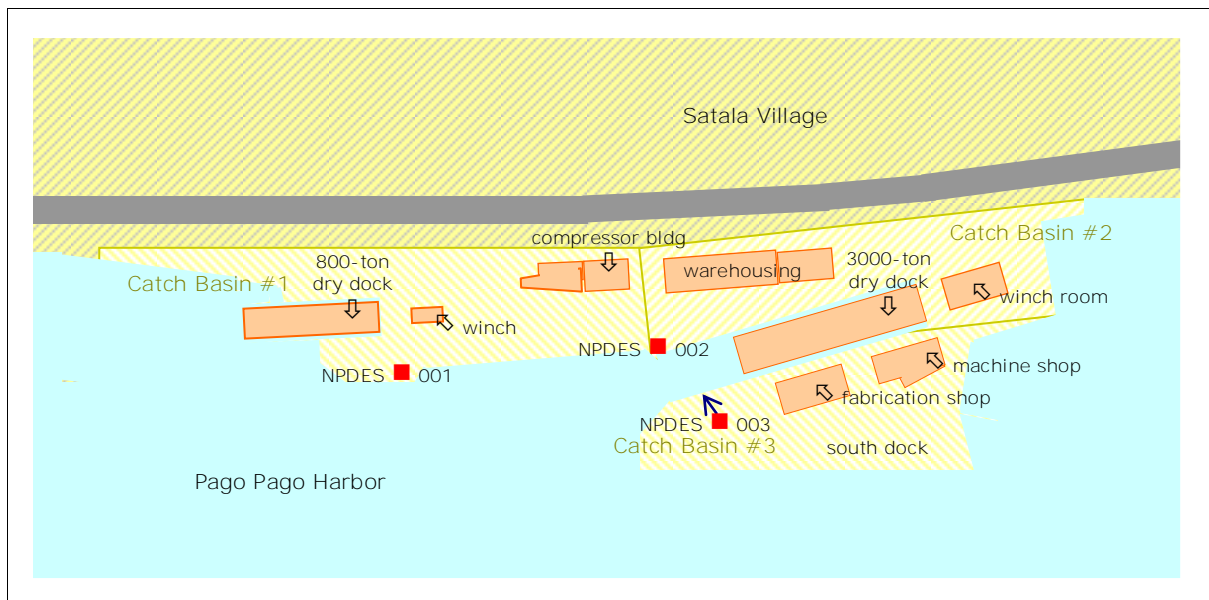 Satala Village
Catch Basin #2
compressor bldg
800-ton
dry dock
Catch Basin #1
3000-ton
dry dock
warehousing
winch room
winch
NPDES 002
NPDES 001
machine shop
fabrication shop
NPDES 003
Catch Basin #3
south dock
Pago Pago Harbor